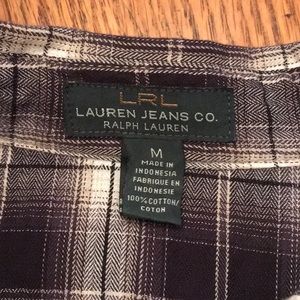 LRL
LAUREN JEANS CO.
RALPH LAUREN
M
MADE IN
INDONESIA
FABRIQUE EN
INDONESIE
100% COTTON/
COTON